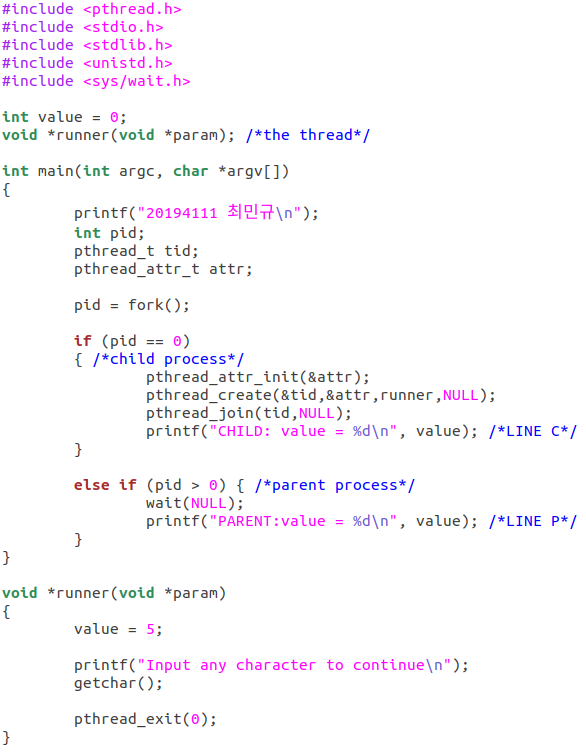 #include <pthread.h>
#include <stdio.h>
#include <stdlib.h>
#include <unistd.h>
#include <sys/wait.h>

int value = 0;
void *runner(void *param); /*the thread*/

int main(int argc, char *argv[])
{
        printf("20194111 최민규\n");
        int pid;
        pthread_t tid;
        pthread_attr_t attr;

        pid = fork();

        if (pid == 0)
        { /*child process*/
                pthread_attr_init(&attr);
                pthread_create(&tid,&attr,runner,NULL);
                pthread_join(tid,NULL);
                printf("CHILD: value = %d\n", value); /*LINE C*/
        }

        else if (pid > 0) { /*parent process*/
                wait(NULL);
                printf("PARENT:value = %d\n", value); /*LINE P*/
        }
}

void *runner(void *param)
{
        value = 5;

        printf("Input any character to continue\n");
        getchar();

        pthread_exit(0);
}